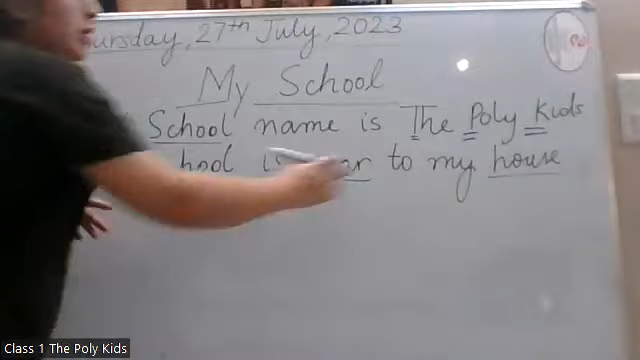 ursday, 27th July, 2023
My School
School name is The Poly Kids
hool is to my house
Class 1 The Poly Kids